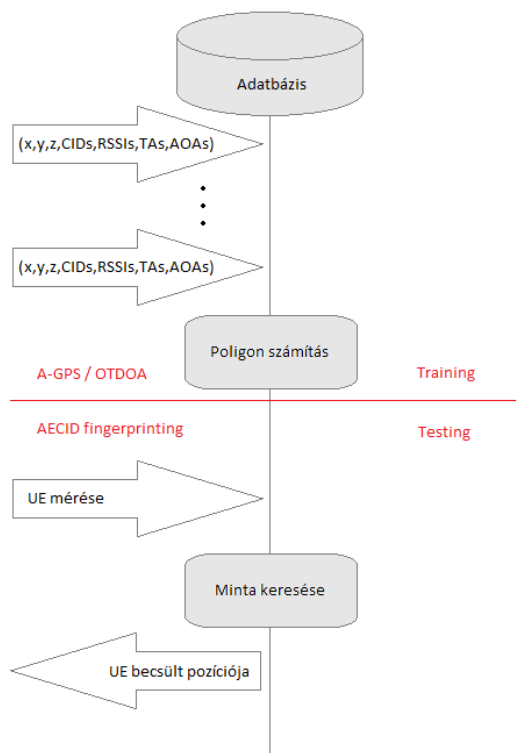 Adatbázis
(x,y,z,CIDs,RSSIs,TAs,AOAs)
(x,y,z,CIDs,RSSIs,TAs,AOAs)
Poligon számítás
A-GPS / OTDOA
Training
AECID fingerprinting
Testing
UE mérése
Minta keresése
UE becsült pozíciója